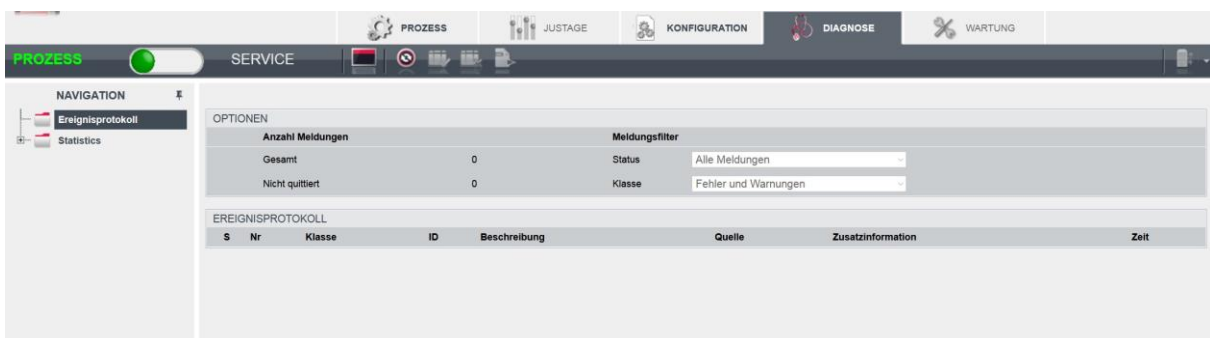 PROZESS JUSTAGE KONFIGURATION DIAGNOSE WARTUNG
PROZESS SERVICE
NAVIGATION
Ereignisprotokoll
Statistics
OPTIONEN
Anzahl Meldungen Meldungsfilter
Gesamt 0 Status Alle Meldungen
Nicht quittiert 0 Klasse Fehler und Warnungen
EREIGNISPROTOKOLL
S Nr Klasse ID Beschreibung Quelle Zusatzinformation Zeit